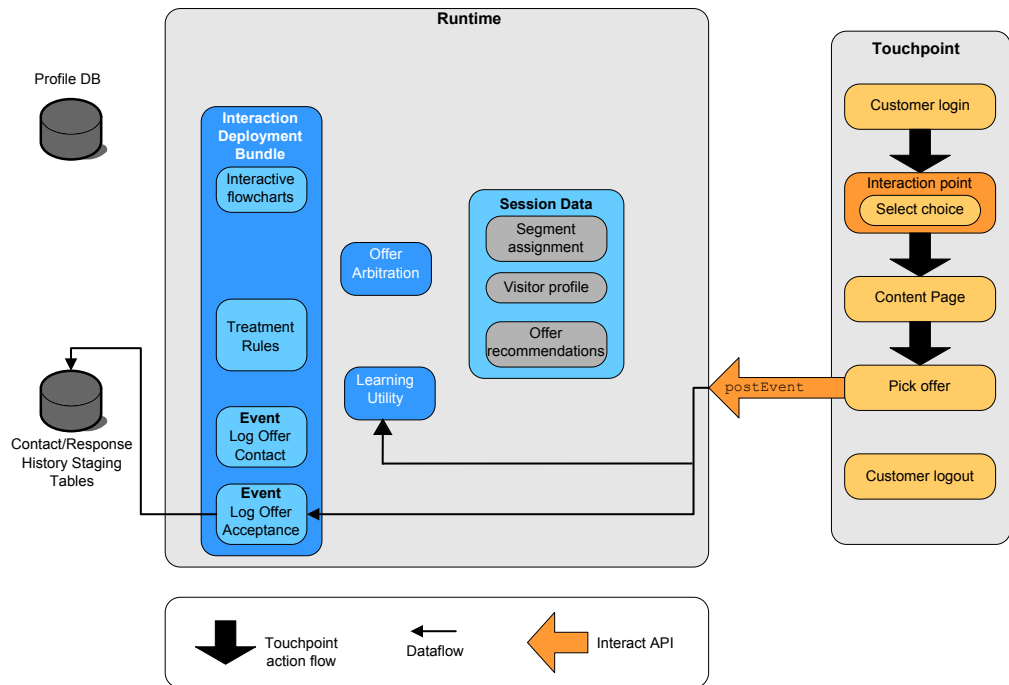 Runtime
Touchpoint
Profile DB
Interaction
Deployment
Bundle
Interactive
flowcharts
Treatment
Rules
Event
Log Offer
Contact
Event
Log Offer
Acceptance
Offer
Arbitration
Learning
Utility
Session Data
Segment
assignment
Visitor profile
Offer
recommendations
Customer login
Interaction point
Select choice
Content Page
postEvent
Pick offer
Customer logout
Contact/Response
History Staging
Tables
Touchpoint
action flow
Dataflow
Interact API